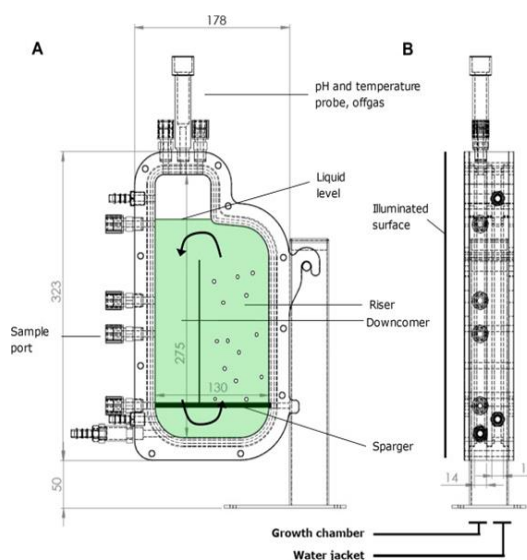 178
A
B
pH and temperature
probe, offgas
Liquid
level
Illuminated
surface
323
Riser
Downcomer
Sample
port
275
130
Sparger
50
14
1
Growth chamber
Water jacket